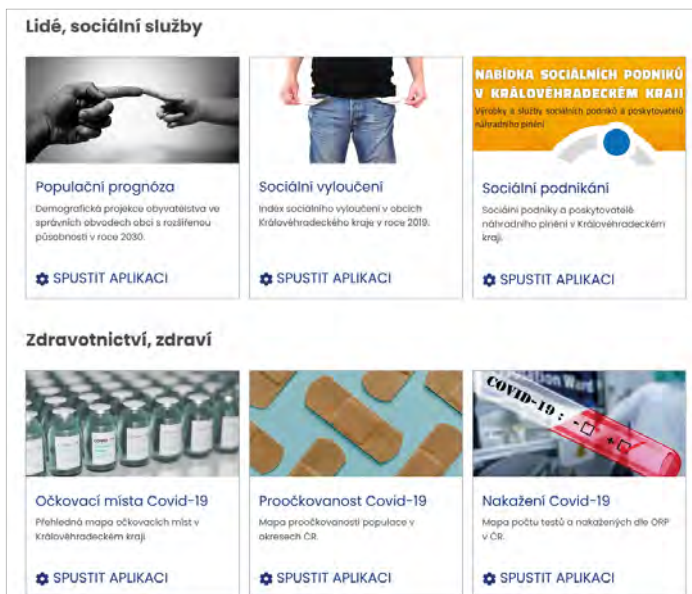 Lidé, sociální služby
NABÍDKA SOCIÁLNÍCH PODNIKŮ
V KRÁLOVÉHRADECKÉM KRAJI
Výrobky a služby sociálních podniků a poskytovatelů
náhradního plnění
Populační prognóza
Demografická projekce obyvatelstva ve
správních obvodech obcí s rozšířenou
působností v roce 2030.
SPUSTIT APLIKACI
Sociální vyloučení
Index sociálního vyloučení v obcích
Královéhradeckého kraje v roce 2019.
SPUSTIT APLIKACI
Sociální podnikání
Sociální podniky a poskytovatelé
náhradního plnění v Královéhradeckém
kraji.
SPUSTIT APLIKACI
Zdravotnictví, zdraví
COVID-19 : - +
Očkovací místa Covid-19
Přehledná mapa očkovacích míst v
Královéhradeckém kraji
SPUSTIT APLIKACI
Proočkovanost Covid-19
Mapa proočkovanosti populace v
okresech ČR.
SPUSTIT APLIKACI
Nakažení Covid-19
Mapa počtu testů a nakažených dle ORP
v ČR.
SPUSTIT APLIKACI